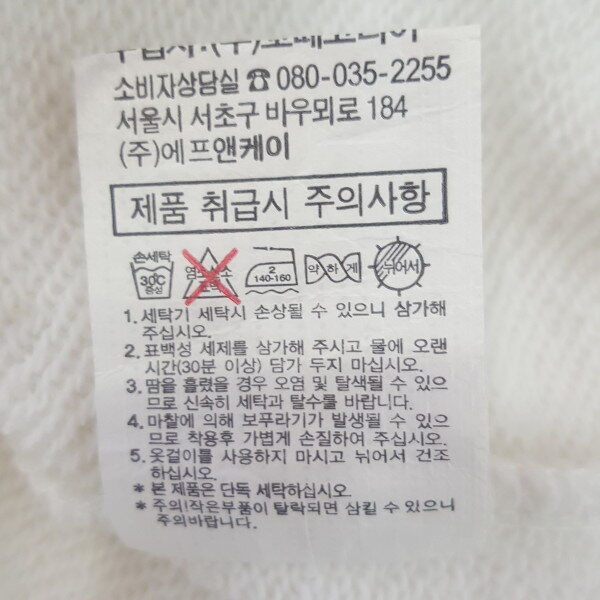 소비자상담실 ☎ 080-035-2255
서울시 서초구 바우뫼로 184
(주)에프앤케이
제품 취급시 주의사항
손세탁 30℃ 중성
2 140-160
약하게
뉘어서
1. 세탁기 세탁시 손상될 수 있으니 삼가해
주십시오.
2. 표백성 세제를 삼가해 주시고 물에 오랜
시간(30분 이상) 담가 두지 마십시오.
3. 땀을 흘렸을 경우 오염 및 탈색될 수 있으
므로 신속히 세탁과 탈수를 바랍니다.
4. 마찰에 의해 보푸라기가 발생될 수 있으
므로 착용후 가볍게 손질하여 주십시오.
5. 옷걸이를 사용하지 마시고 뉘어서 건조
하십시오.
* 본 제품은 단독 세탁하십시오.
* 주의!작은부품이 탈락되면 삼킬 수 있으니
주의바랍니다.